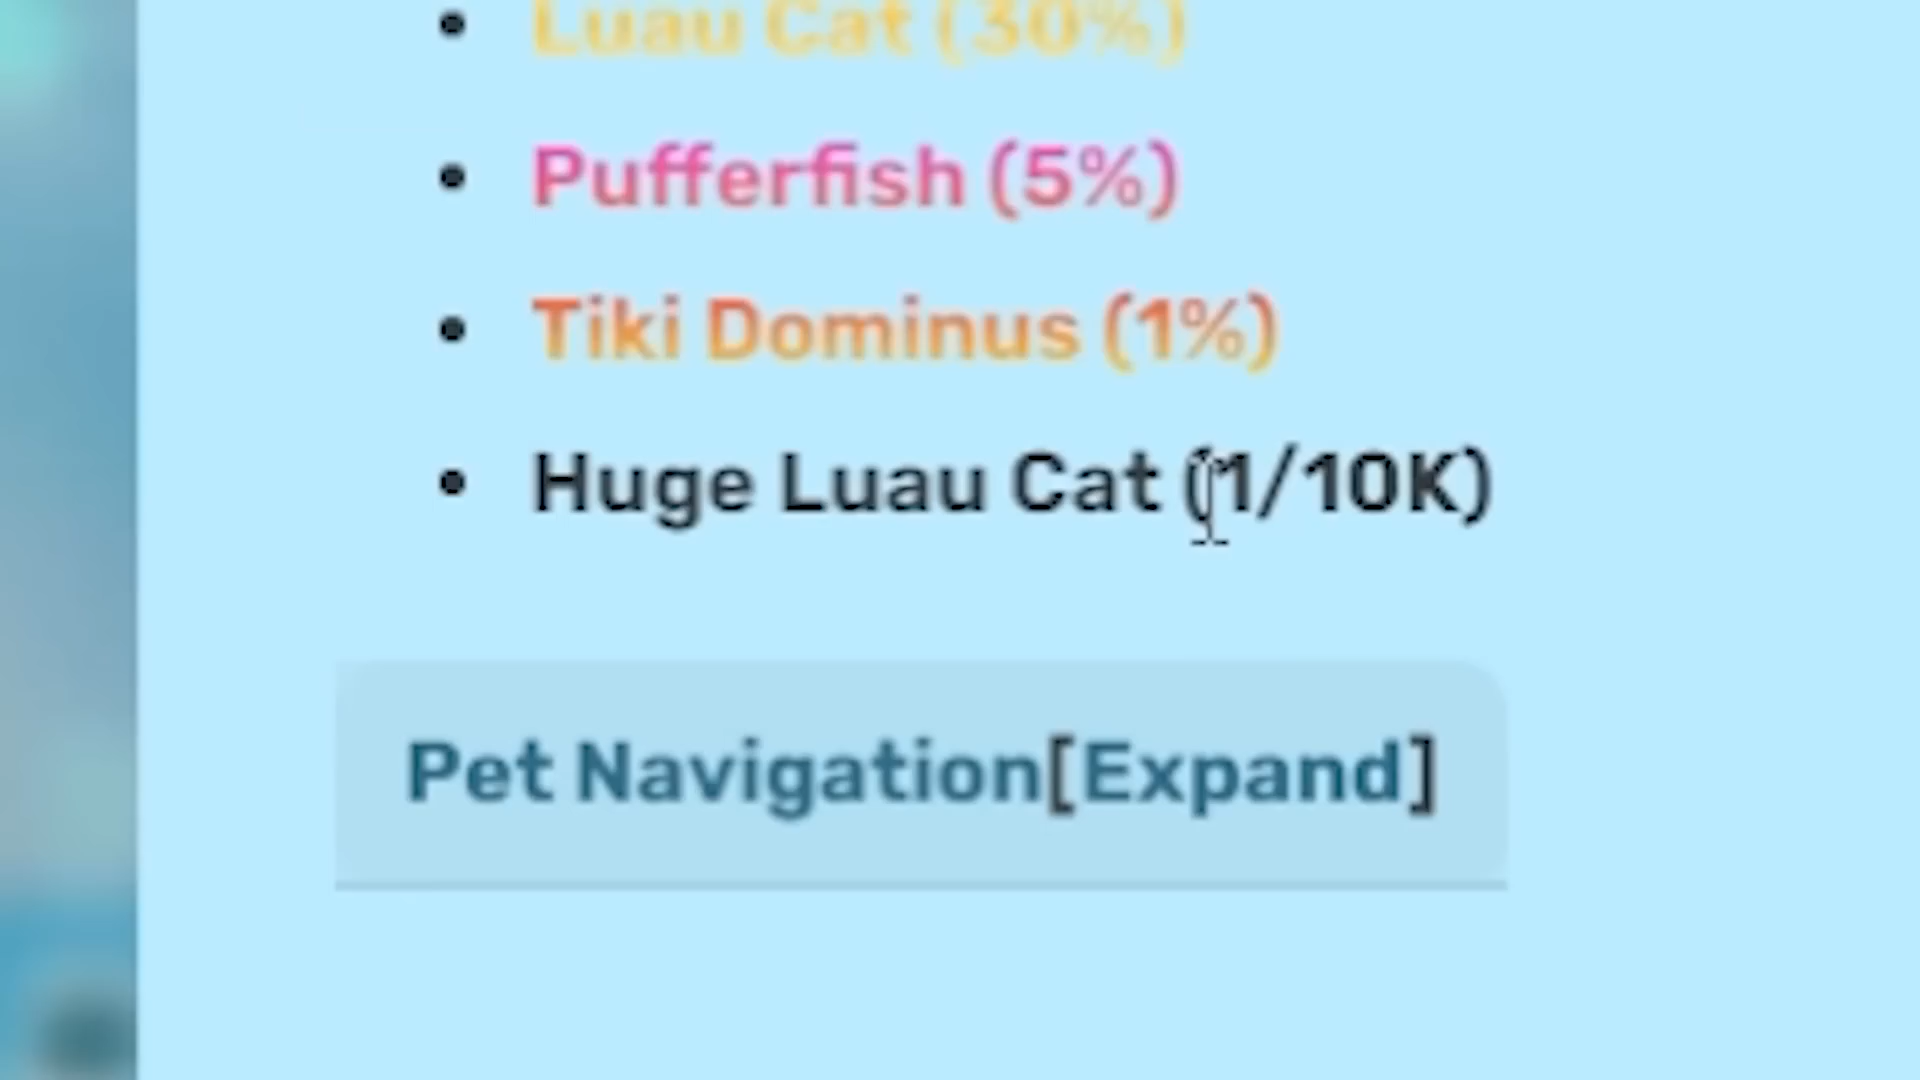 Luau Cat (30%)
Pufferfish (5%)
Tiki Dominus (1%)
Huge Luau Cat (1/10K)
Pet Navigation[Expand]